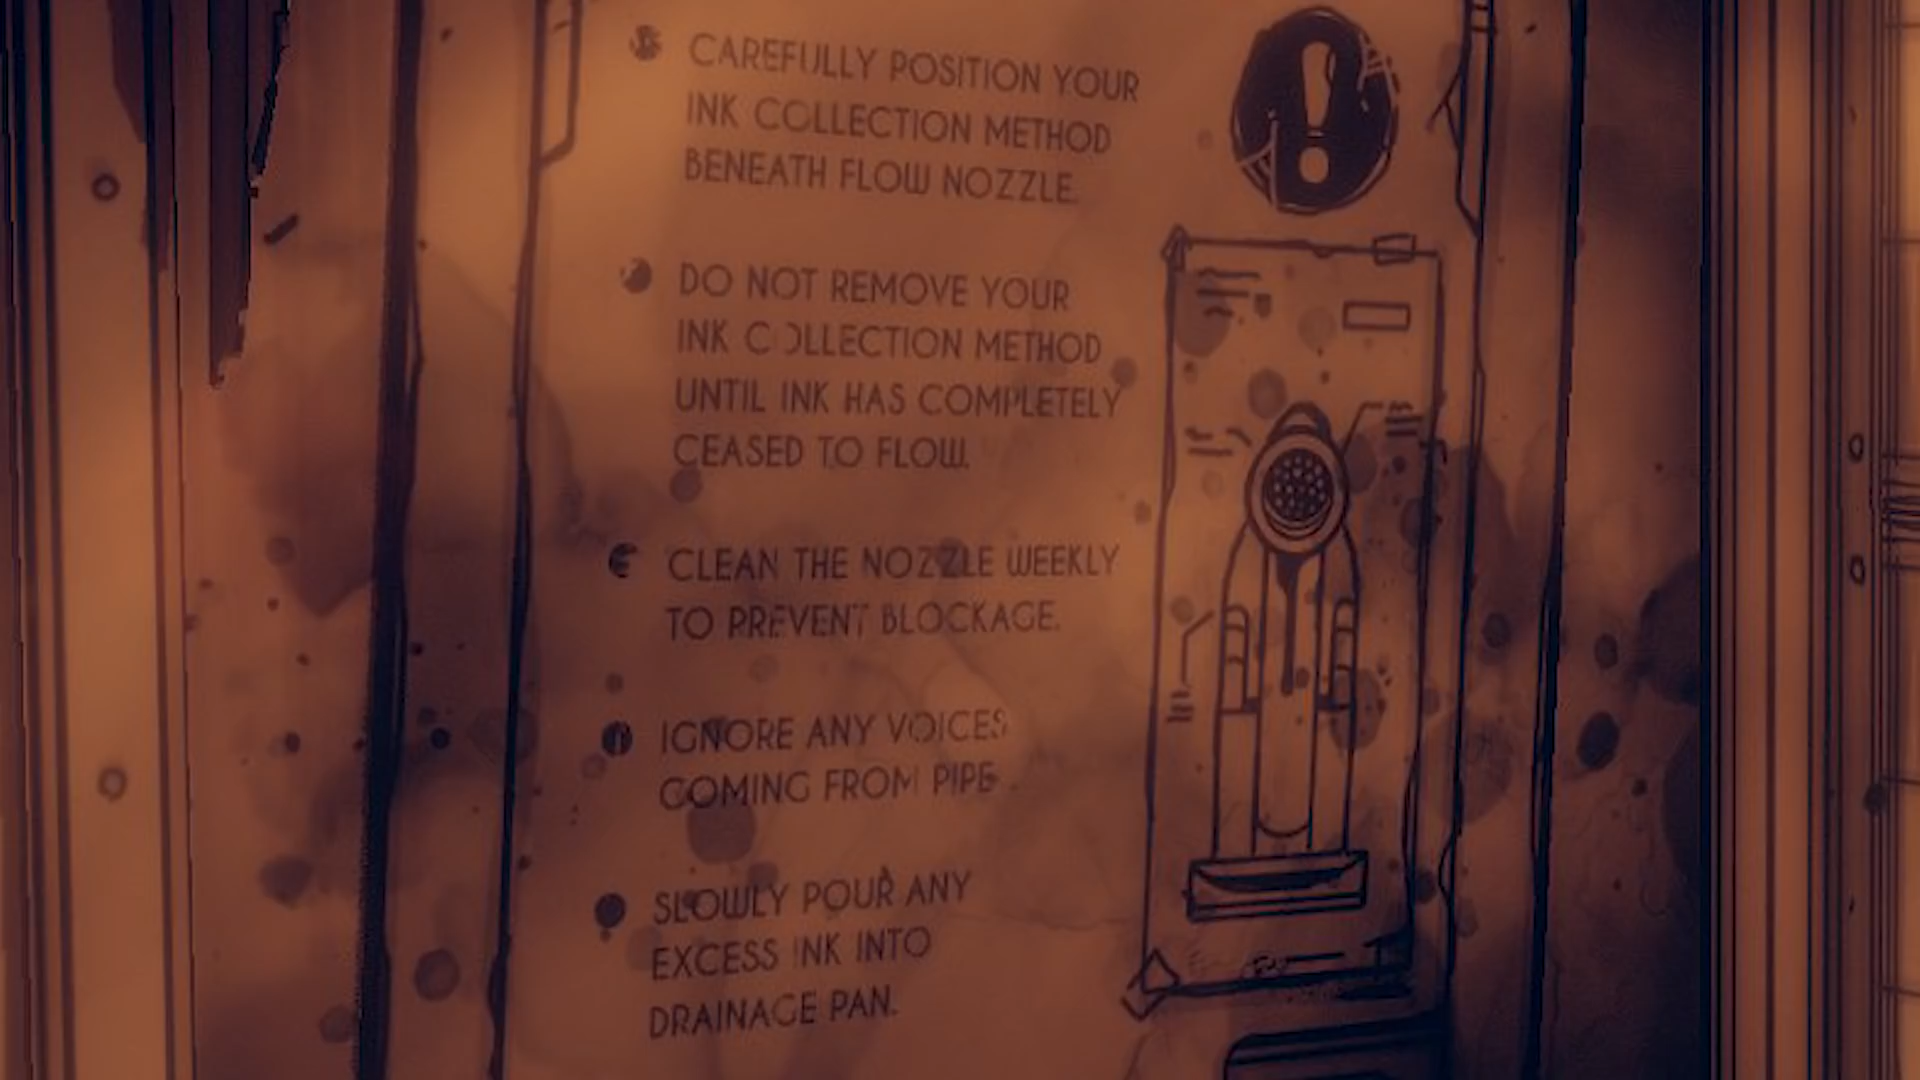 CAREFULLY POSITION YOUR
INK COLLECTION METHOD
BENEATH FLOW NOZZLE.
DO NOT REMOVE YOUR
INK COLLECTION METHOD
UNTIL INK HAS COMPLETELY
CEASED TO FLOW.
CLEAN THE NOZZLE WEEKLY
TO PREVENT BLOCKAGE.
IGNORE ANY VOICES
COMING FROM PIPE.
SLOWLY POUR ANY
EXCESS INK INTO
DRAINAGE PAN.